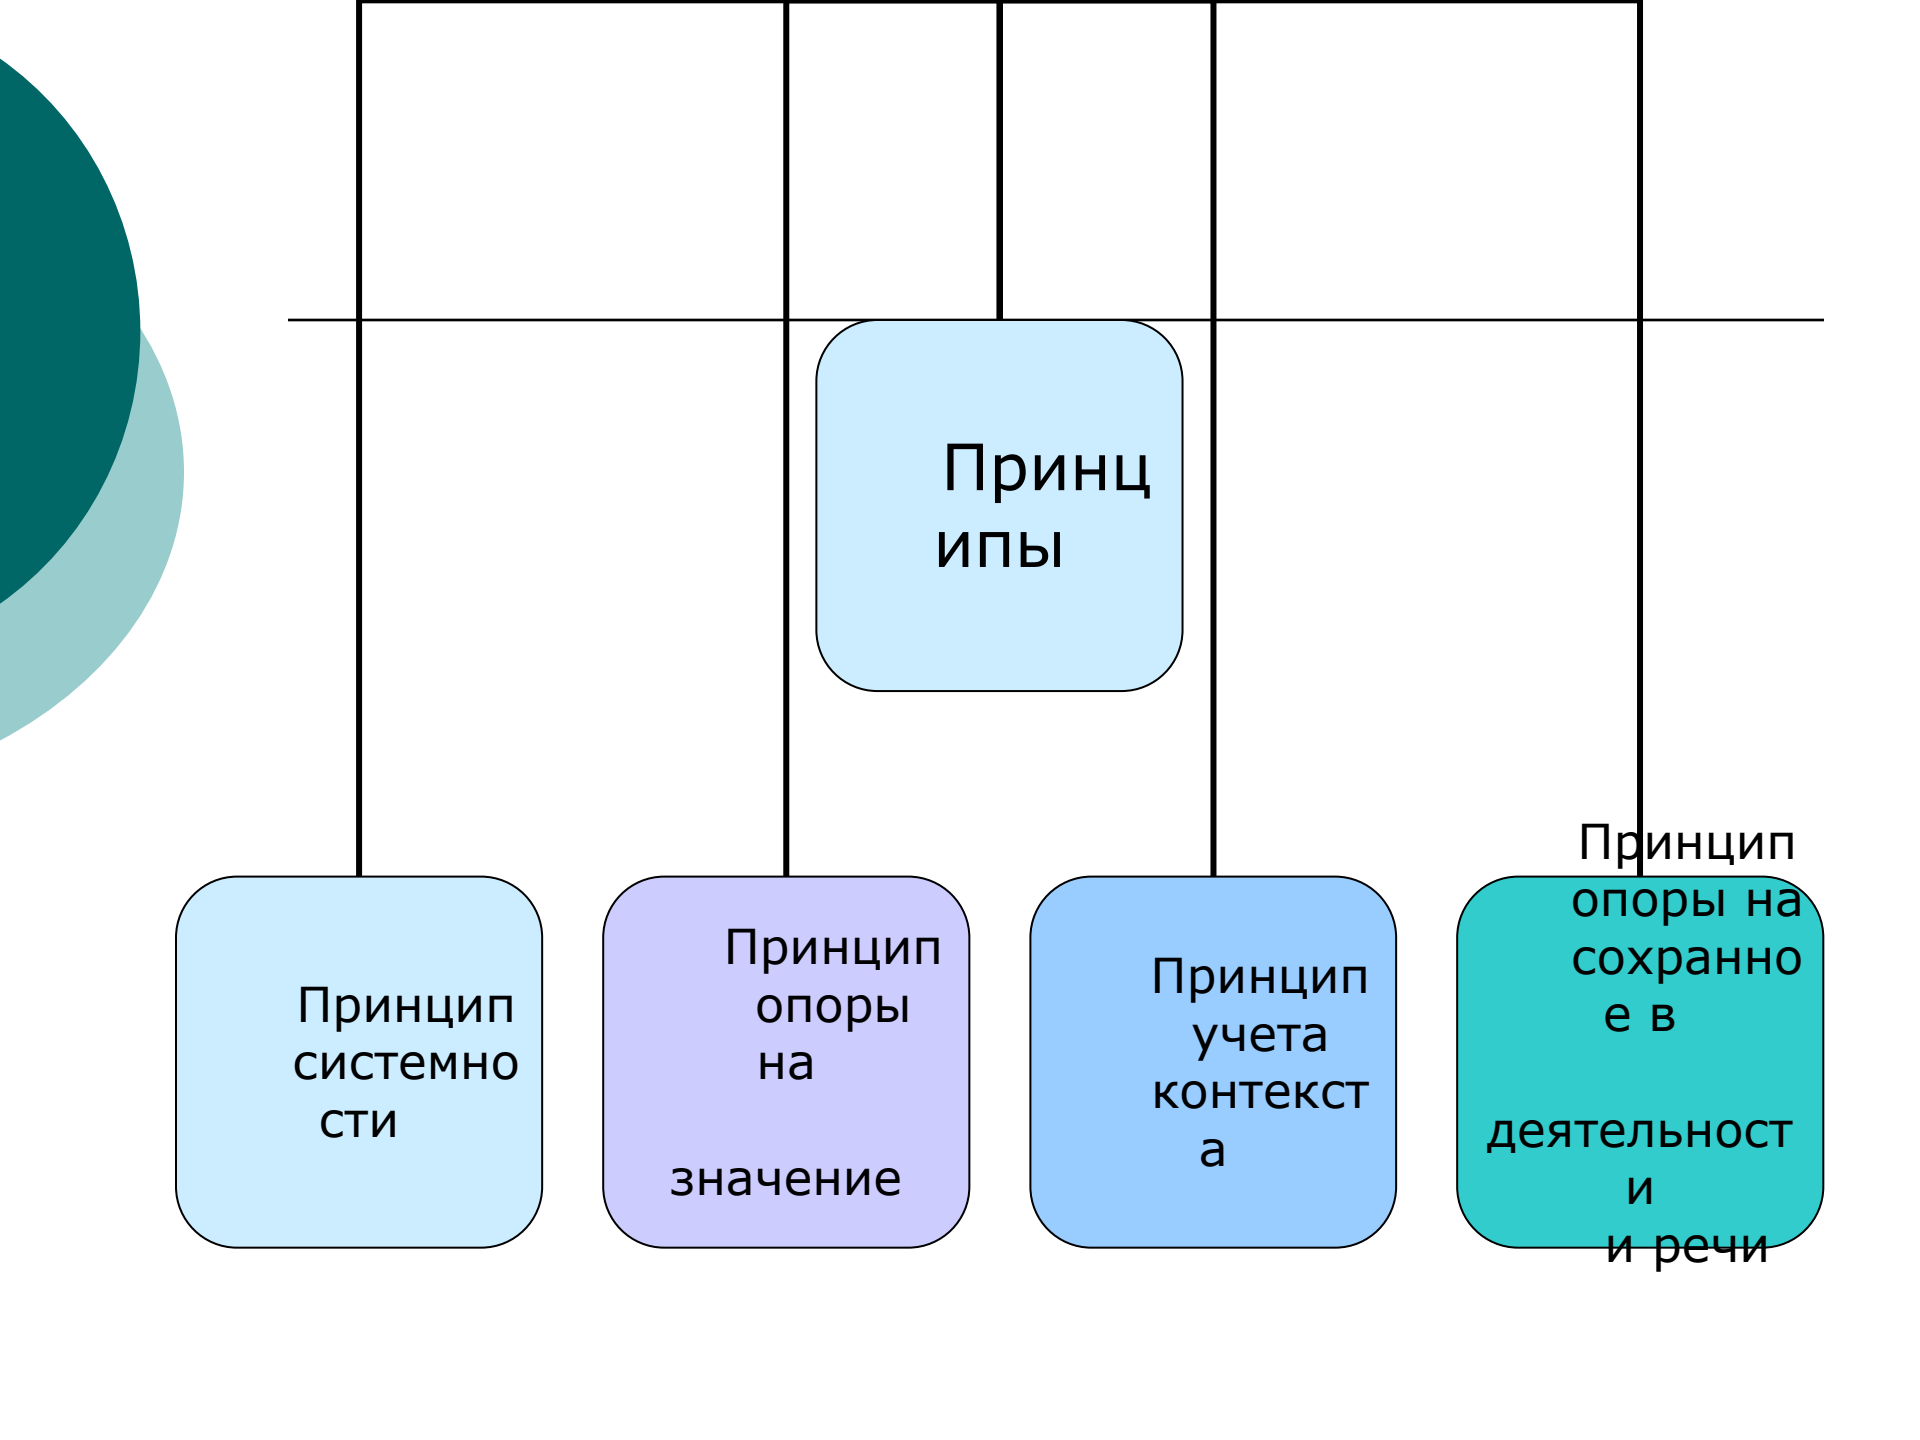 Принц
ипы
Принцип
системно
сти
Принцип
опоры
на
значение
Принцип
учета
контекст
а
Принцип
опоры на
сохранно
е в
деятельност
и
и речи